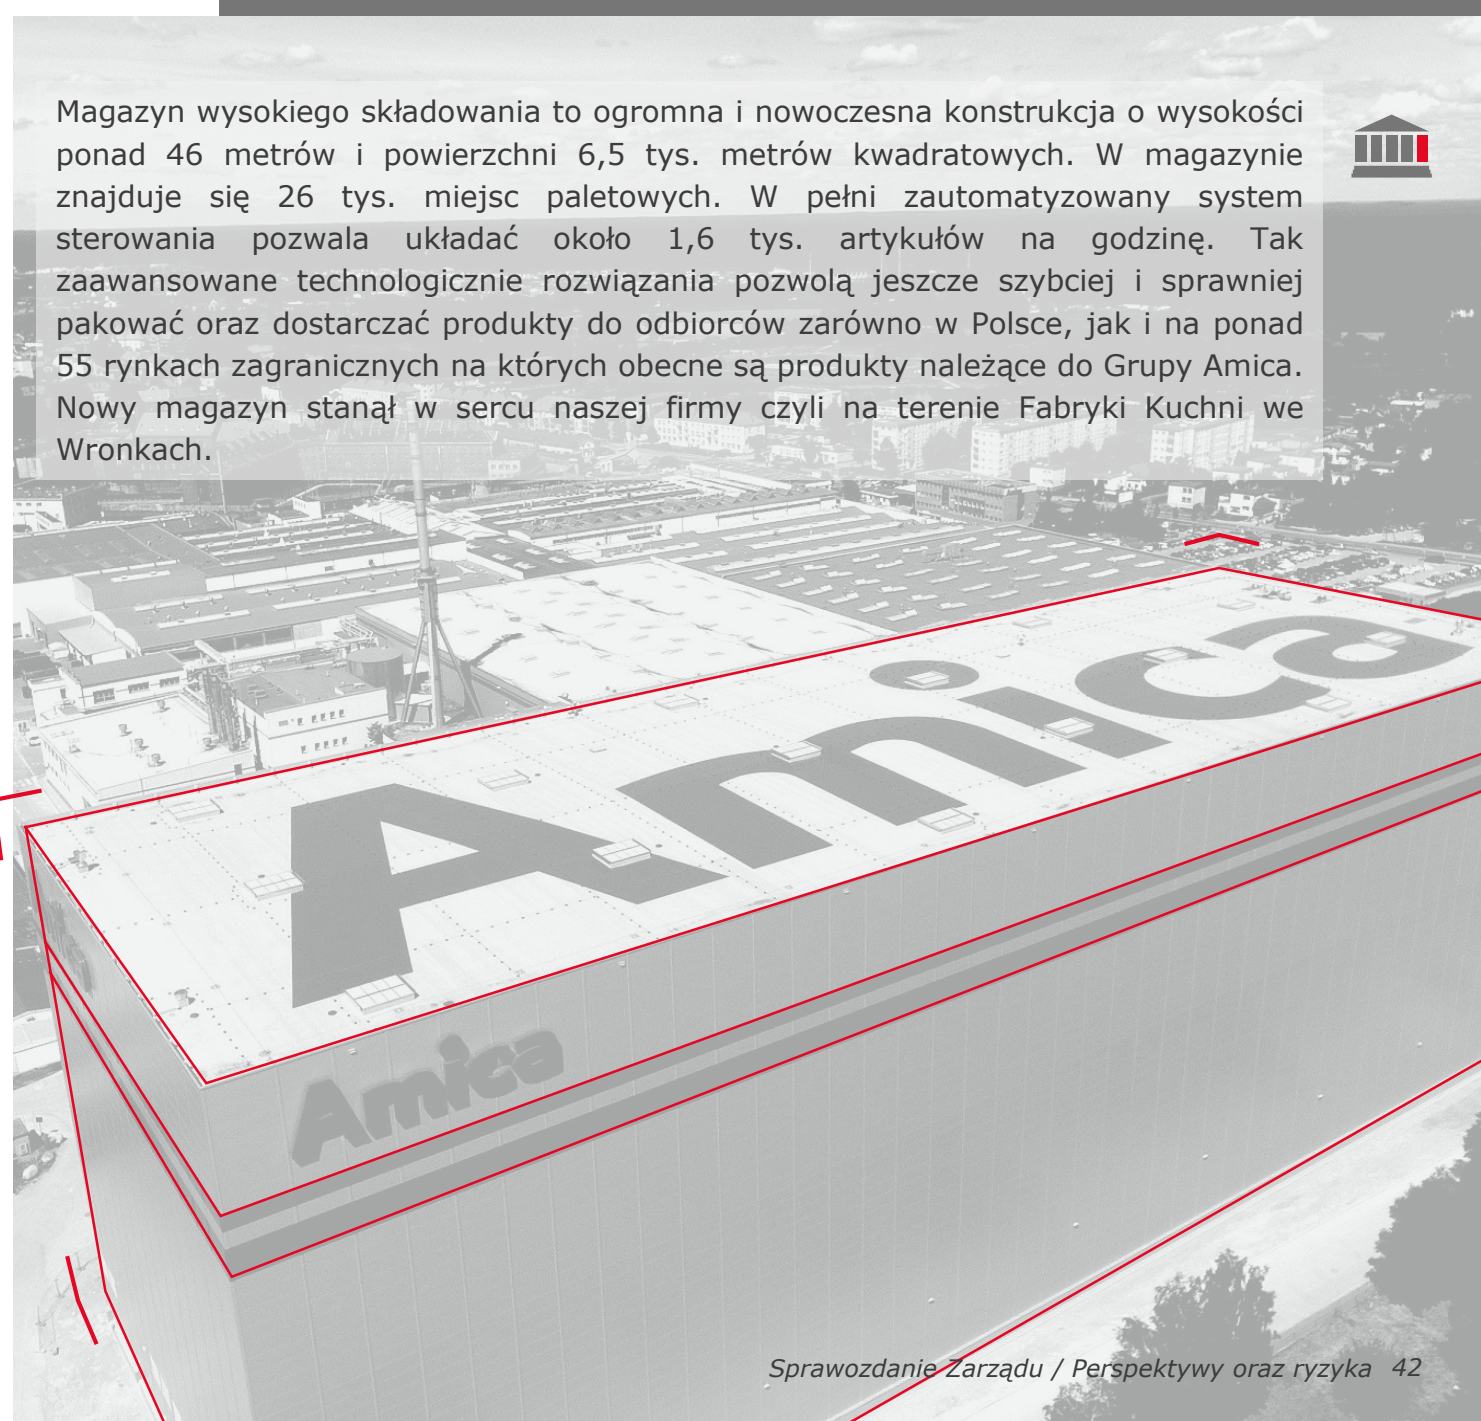 Magazyn wysokiego składowania to ogromna i nowoczesna konstrukcja o wysokości
ponad 46 metrów i powierzchni 6,5 tys. metrów kwadratowych. W magazynie
znajduje się 26 tys. miejsc paletowych. W pełni zautomatyzowany system
sterowania pozwala układać około 1,6 tys. artykułów na godzinę. Tak
zaawansowane technologicznie rozwiązania pozwolą jeszcze szybciej i sprawniej
pakować oraz dostarczać produkty do odbiorców zarówno w Polsce, jak i na ponad
55 rynkach zagranicznych na których obecne są produkty należące do Grupy Amica.
Nowy magazyn stanął w sercu naszej firmy czyli na terenie Fabryki Kuchni we
Wronkach.
Amica
Amica
Sprawozdanie Zarządu / Perspektywy oraz ryzyka 42